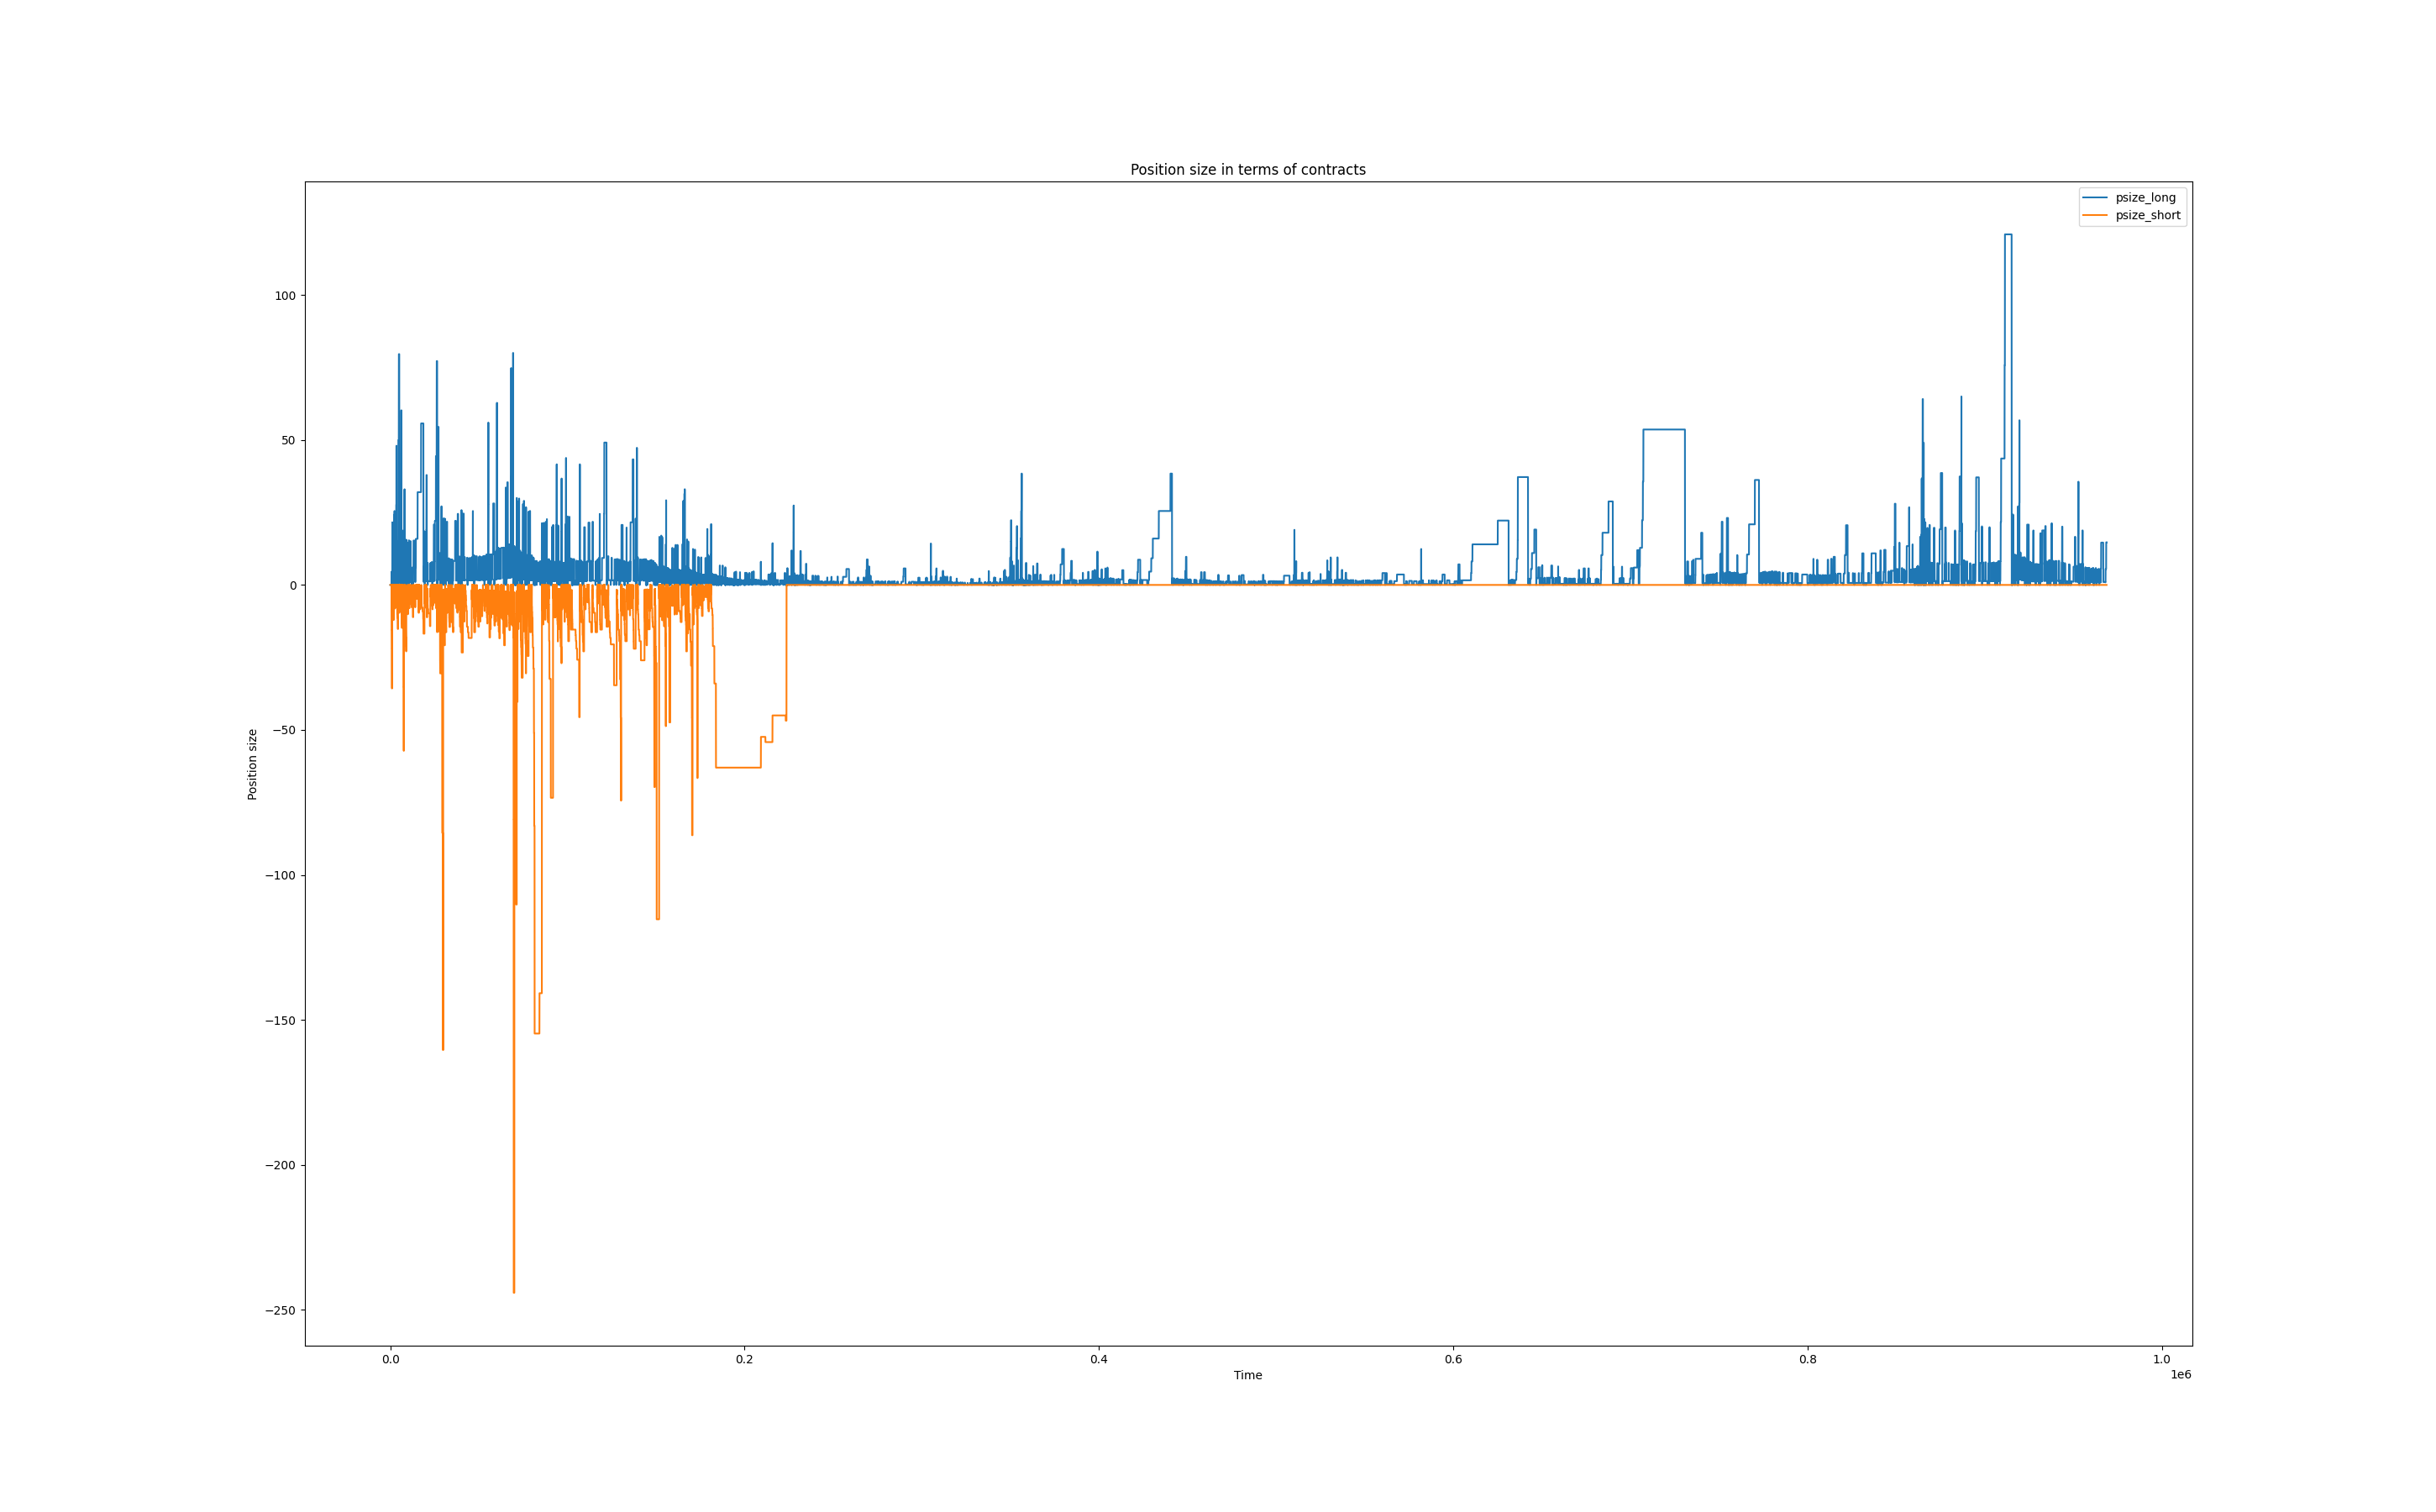 Position size in terms of contracts
psize_long
psize_short
100
50
0
−50
−100
−150
−200
−250
Position size
0.0
0.2
0.4
0.6
0.8
1.0
1e6
Time